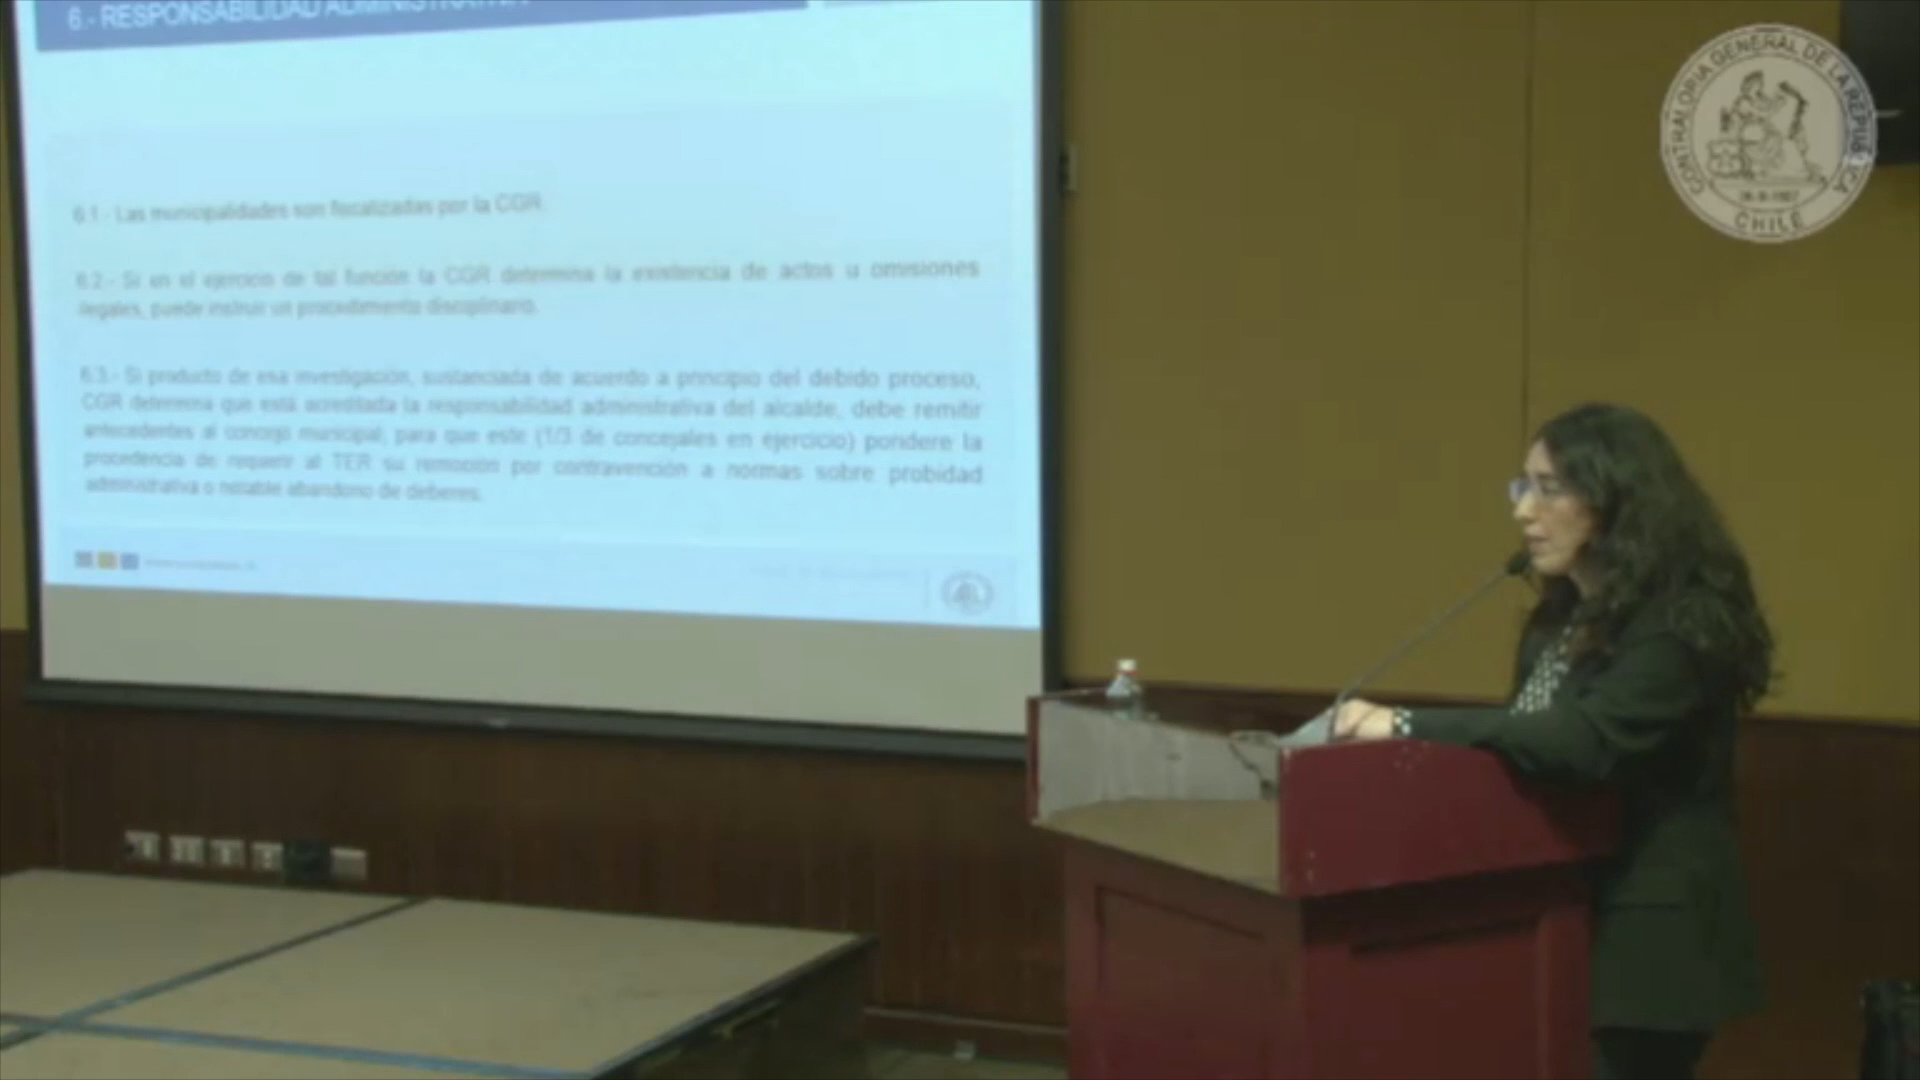 6.- RESPONSABILIDAD ADMINISTRATIVA
CONTRALORIA GENERAL DE LA REPUBLICA
CHILE
6.1.- Las municipalidades son fiscalizadas por la CGR.
6.2.- Si en el ejercicio de tal función la CGR determina la existencia de actos u omisiones
ilegales, puede instruir un procedimiento disciplinario.
6.3.- Si producto de esa investigación, sustanciada de acuerdo a principio del debido proceso,
CGR determina que está acreditada la responsabilidad administrativa del alcalde, debe remitir
antecedentes al concejo municipal, para que este (1/3 de concejales en ejercicio) pondere la
procedencia de requerir al TER su remoción por contravención a normas sobre probidad
administrativa o notable abandono de deberes.